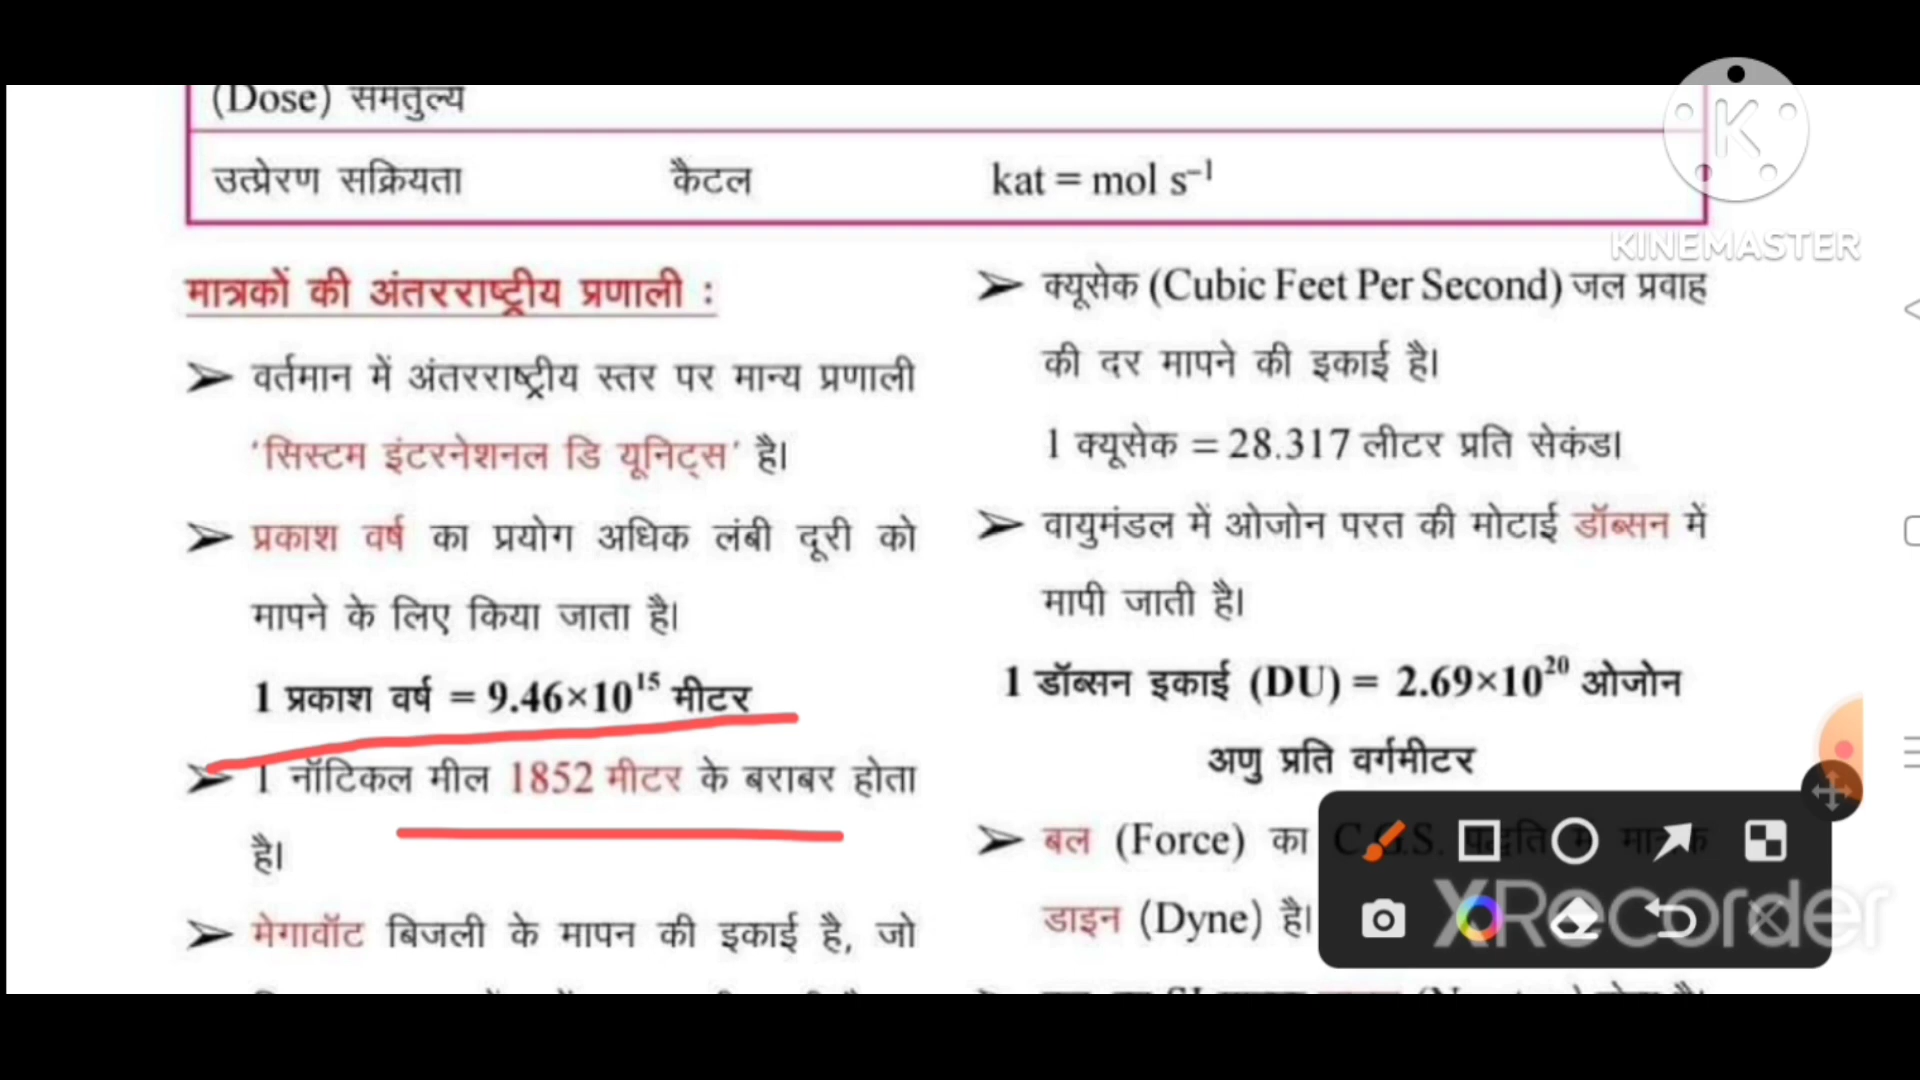 (Dose) समतुल्य
उत्प्रेरण सक्रियता कैटल kat = mol s⁻¹
मात्रकों की अंतरराष्ट्रीय प्रणाली :
➢ वर्तमान में अंतरराष्ट्रीय स्तर पर मान्य प्रणाली
‘सिस्टम इंटरनेशनल डि यूनिट्स’ है।
➢ प्रकाश वर्ष का प्रयोग अधिक लंबी दूरी को
मापने के लिए किया जाता है।
1 प्रकाश वर्ष = 9.46×10¹⁵ मीटर
➢ 1 नॉटिकल मील 1852 मीटर के बराबर होता
है।
➢ मेगावॉट बिजली के मापन की इकाई है, जो
➢ क्यूसेक (Cubic Feet Per Second) जल प्रवाह
की दर मापने की इकाई है।
1 क्यूसेक = 28.317 लीटर प्रति सेकंड।
➢ वायुमंडल में ओजोन परत की मोटाई डॉब्सन में
मापी जाती है।
1 डॉब्सन इकाई (DU) = 2.69×10²⁰ ओजोन
अणु प्रति वर्गमीटर
➢ बल (Force) का C.G.S. पद्धति में मात्रक
डाइन (Dyne) है।
K
KINEMASTER
XRecorder